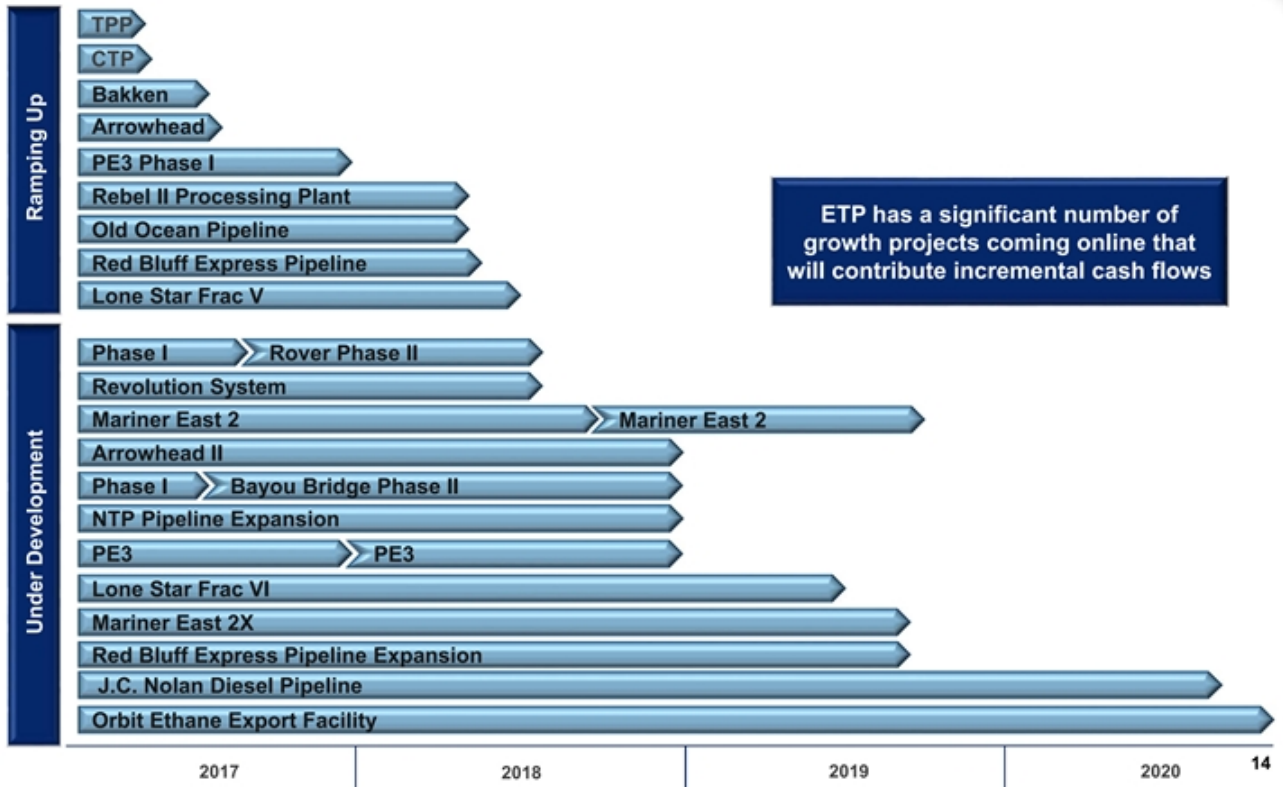 Ramping Up
TPP
CTP
Bakken
Arrowhead
PE3 Phase I
Rebel II Processing Plant
Old Ocean Pipeline
Red Bluff Express Pipeline
Lone Star Frac V
ETP has a significant number of
growth projects coming online that
will contribute incremental cash flows
Under Development
Phase I Rover Phase II
Revolution System
Mariner East 2 Mariner East 2
Arrowhead II
Phase I Bayou Bridge Phase II
NTP Pipeline Expansion
PE3 PE3
Lone Star Frac VI
Mariner East 2X
Red Bluff Express Pipeline Expansion
J.C. Nolan Diesel Pipeline
Orbit Ethane Export Facility
2017 2018 2019 2020
14